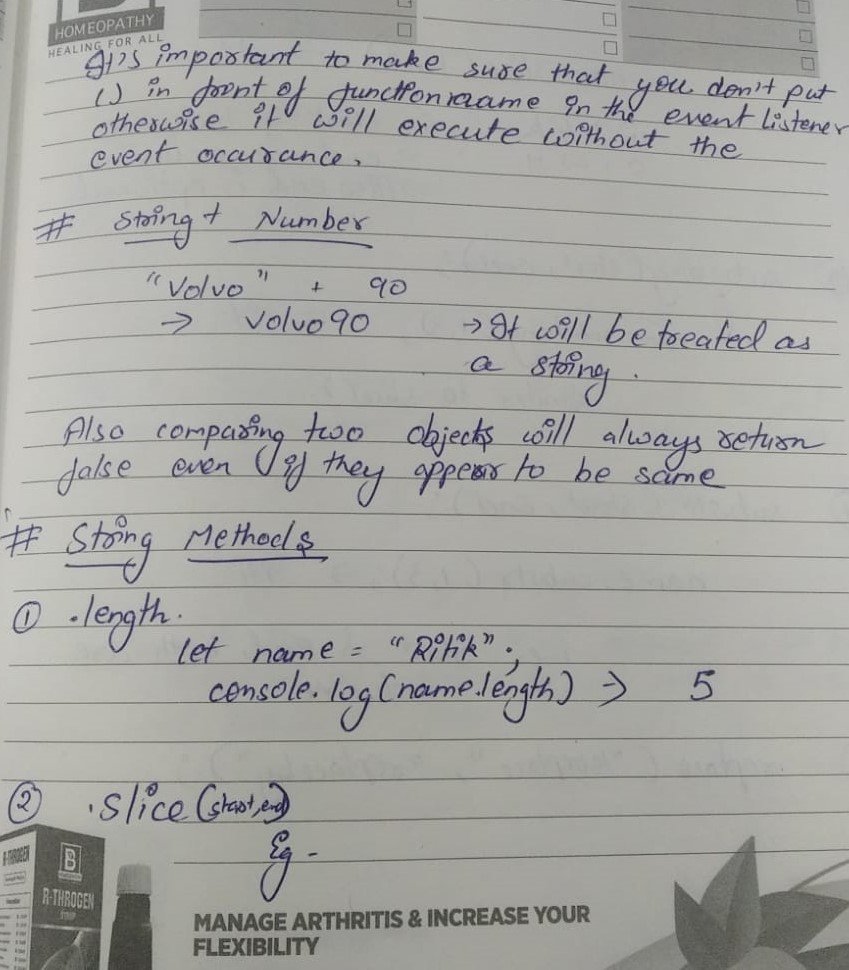 HOMEOPATHY
HEALING FOR ALL
It's important to make sure that you don't put
() in front of functionname in the event listener
otherwise it will execute without the
event occurance.
# String + Number
"Volvo" + 90
→ Volvo90 → It will be treated as
a string.
Also comparing two objects will always return
false even if they appear to be same
# String Methods
① .length.
let name = "Ritik";
console.log(name.length) → 5
② .slice(start,end)
Eg -
R-THROGEN
B
R-THROGEN
SYRUP
MANAGE ARTHRITIS & INCREASE YOUR
FLEXIBILITY